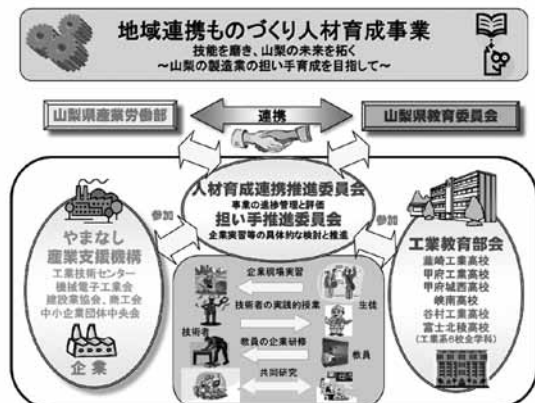 地域連携ものづくり人材育成事業
技能を磨き、山梨の未来を拓く
～山梨の製造業の担い手育成を目指して～
山梨県産業労働部
連携
山梨県教育委員会
人材育成連携推進委員会
事業の進捗管理と評価
担い手推進委員会
企業実習等の具体的な検討と推進
参加
参加
やまなし
産業支援機構
工業技術センター
機械電子工業会
建設業協会、商工会
中小企業団体中央会
企業
企業現場実習
生徒
技術者の実践的授業
技術者
教員の企業研修
教員
共同研究
工業教育部会
韮崎工業高校
甲府工業高校
甲府城西高校
峡南高校
谷村工業高校
富士北稜高校
(工業系6校全学科)